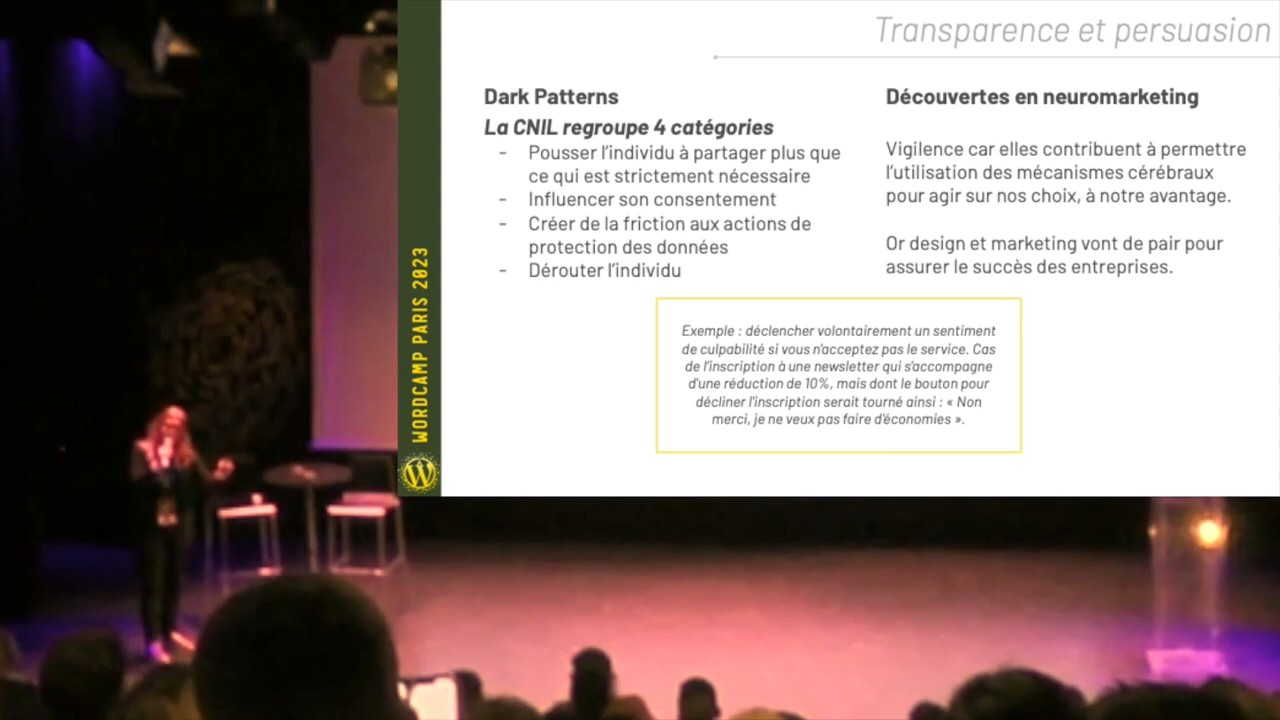 Transparence et persuasion
Dark Patterns
La CNIL regroupe 4 catégories
- Pousser l'individu à partager plus que
ce qui est strictement nécessaire
- Influencer son consentement
- Créer de la friction aux actions de
protection des données
- Dérouter l'individu
Découvertes en neuromarketing
Vigilence car elles contribuent à permettre
l'utilisation des mécanismes cérébraux
pour agir sur nos choix, à notre avantage.
Or design et marketing vont de pair pour
assurer le succès des entreprises.
Exemple : déclencher volontairement un sentiment
de culpabilité si vous n'acceptez pas le service. Cas
de l'inscription à une newsletter qui s'accompagne
d'une réduction de 10%, mais dont le bouton pour
décliner l'inscription serait tourné ainsi : « Non
merci, je ne veux pas faire d'économies ».
WORDCAMP PARIS 2023